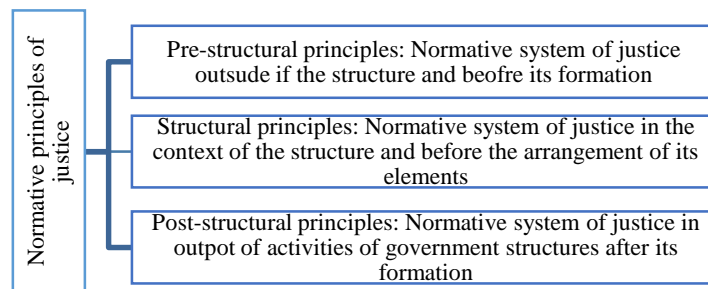 Normative principles of
justice
Pre-structural principles: Normative system of justice
outsude if the structure and beofre its formation
Structural principles: Normative system of justice in the
context of the structure and before the arrangement of its
elements
Post-structural principles: Normative system of justice in
outpot of activities of government structures after its
formation